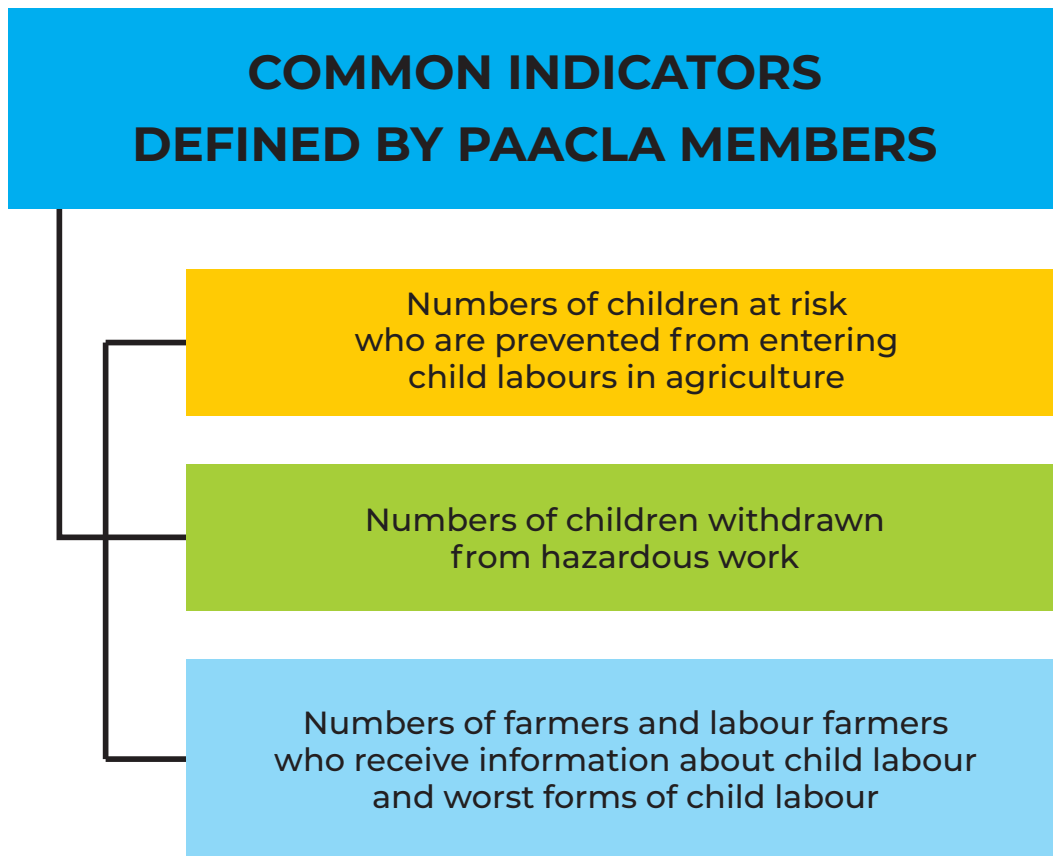 COMMON INDICATORS
DEFINED BY PAACLA MEMBERS
Numbers of children at risk
who are prevented from entering
child labours in agriculture
Numbers of children withdrawn
from hazardous work
Numbers of farmers and labour farmers
who receive information about child labour
and worst forms of child labour